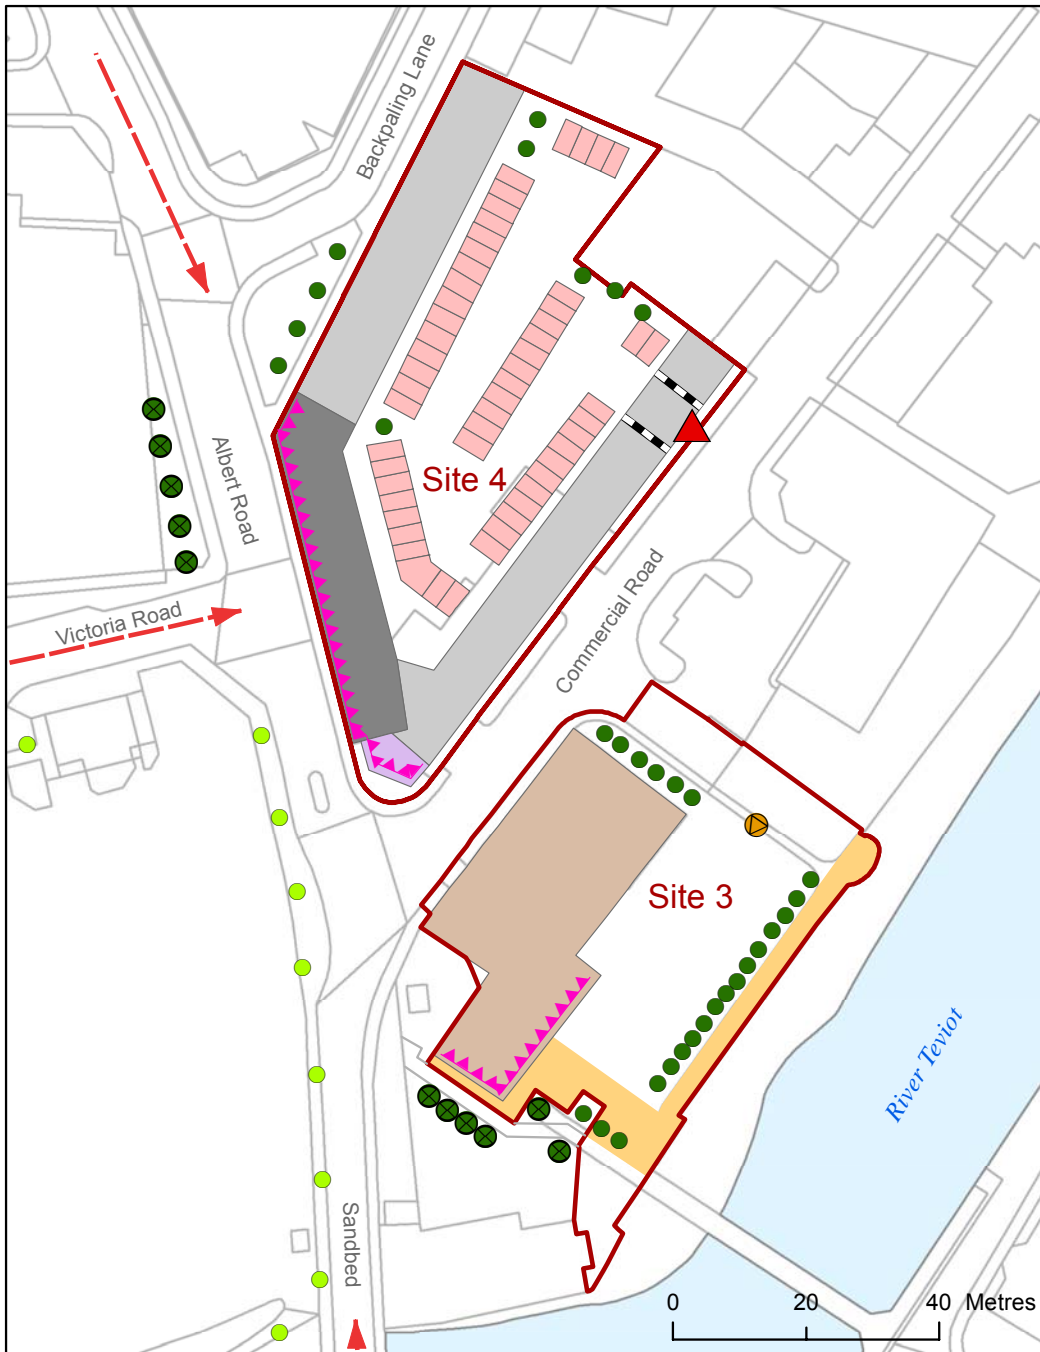 Backpaling Lane
Albert Road
Site 4
Victoria Road
Commercial Road
Site 3
River Teviot
Sandbed
0 20 40 Metres